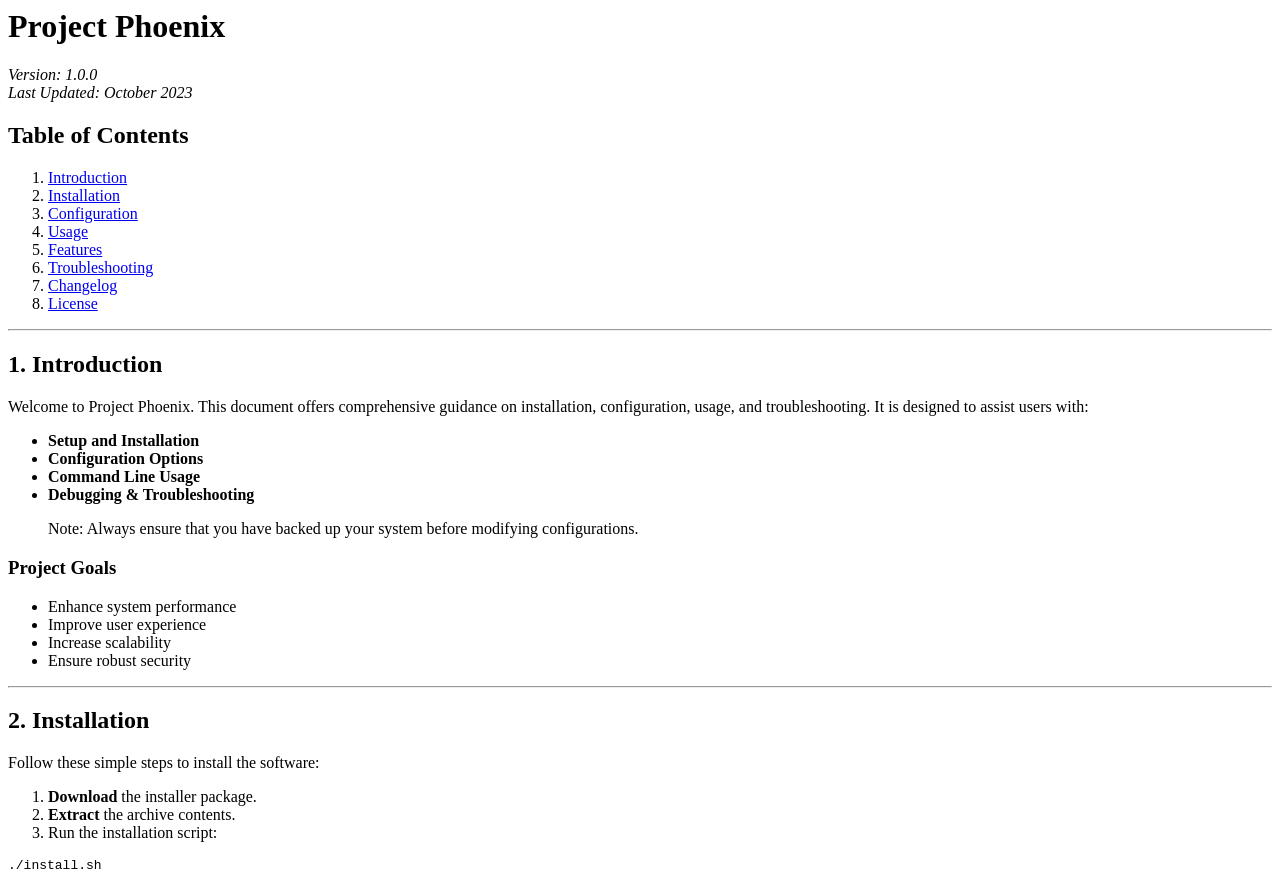 Project Phoenix
Version: 1.0.0
Last Updated: October 2023
Table of Contents
1. Introduction
2. Installation
3. Configuration
4. Usage
5. Features
6. Troubleshooting
7. Changelog
8. License
1. Introduction
Welcome to Project Phoenix. This document offers comprehensive guidance on installation, configuration, usage, and troubleshooting. It is designed to assist users with:
• Setup and Installation
• Configuration Options
• Command Line Usage
• Debugging & Troubleshooting
Note: Always ensure that you have backed up your system before modifying configurations.
Project Goals
• Enhance system performance
• Improve user experience
• Increase scalability
• Ensure robust security
2. Installation
Follow these simple steps to install the software:
1. Download the installer package.
2. Extract the archive contents.
3. Run the installation script:
./install.sh